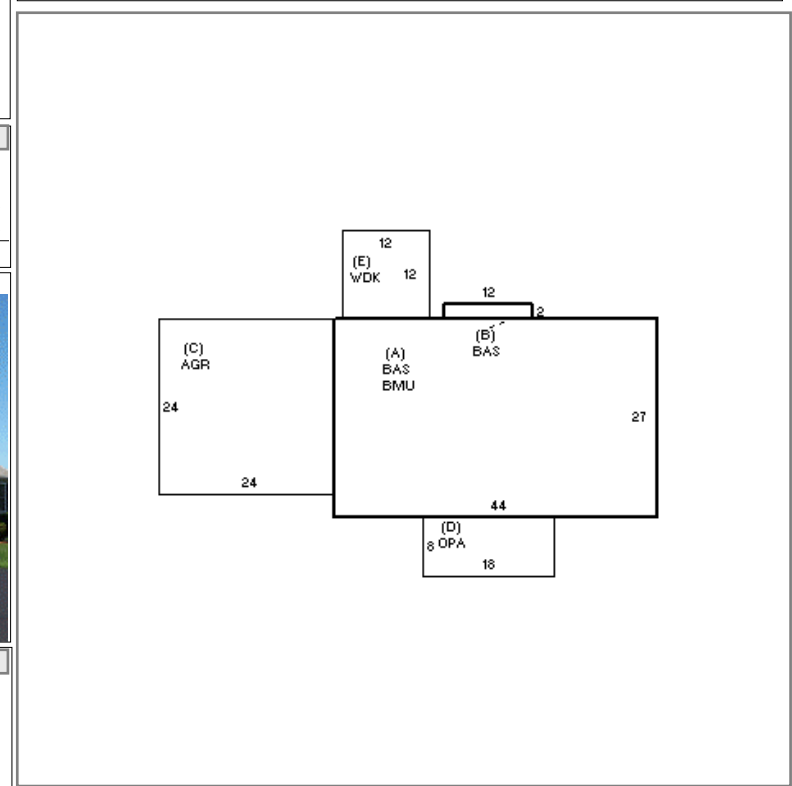 12
(E)
WDK 12
12
2
(C)
AGR
(A)
BAS
BMU
(B)
BAS
24
27
24
44
(D)
8 OPA
18